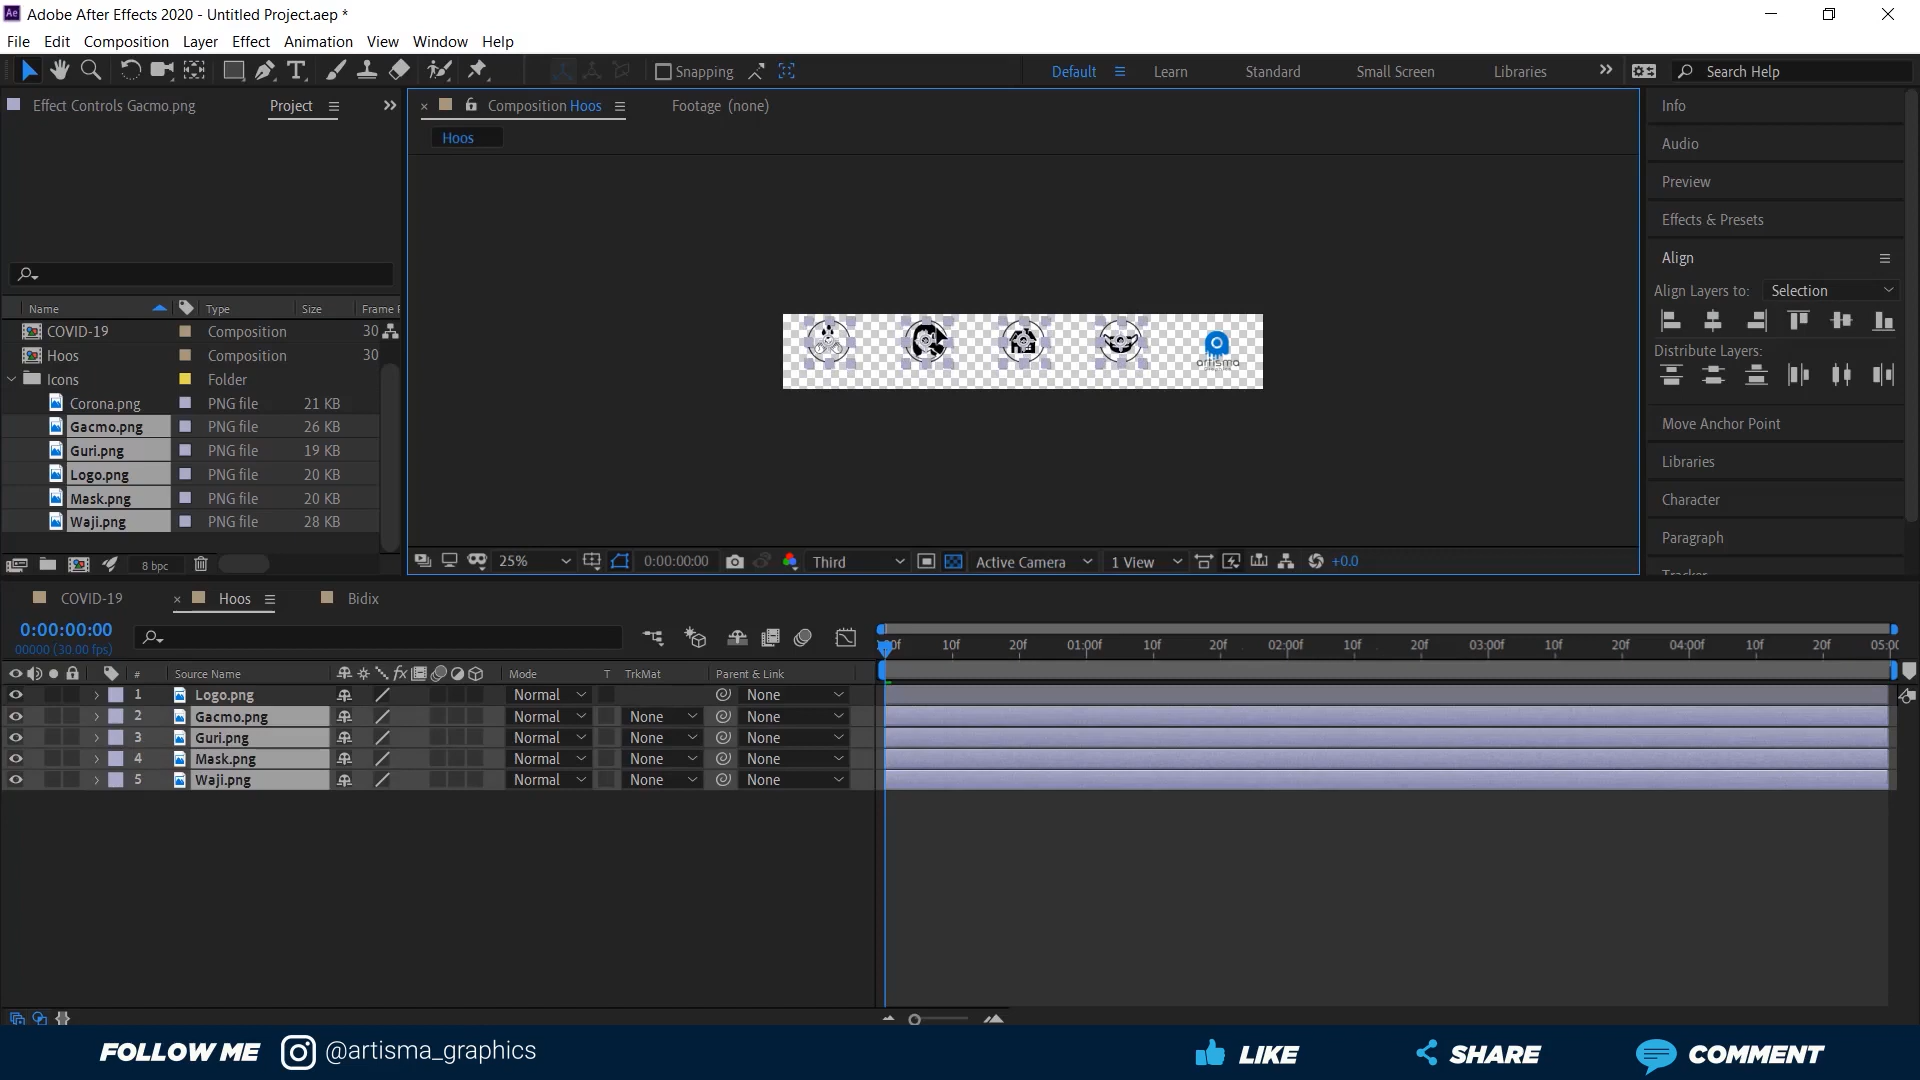 Ae Adobe After Effects 2020 - Untitled Project.aep *
File Edit Composition Layer Effect Animation View Window Help
Snapping Default Learn Standard Small Screen Libraries Search Help
Effect Controls Gacmo.png Project
Composition Hoos Footage (none)
Hoos
Name Type Size Frame
COVID-19 Composition 30
Hoos Composition 30
Icons Folder
Corona.png PNG file 21 KB
Gacmo.png PNG file 26 KB
Guri.png PNG file 19 KB
Logo.png PNG file 20 KB
Mask.png PNG file 20 KB
Waji.png PNG file 28 KB
8 bpc
artisma
25% 0:00:00:00 Third Active Camera 1 View +0.0
Info
Audio
Preview
Effects & Presets
Align
Align Layers to: Selection
Distribute Layers:
Move Anchor Point
Libraries
Character
Paragraph
COVID-19 Hoos Bidix
0:00:00:00
00000 (30.00 fps)
00f 10f 20f 01:00f 10f 20f 02:00f 10f 20f 03:00f 10f 20f 04:00f 10f 20f 05:00
# Source Name fx Mode T TrkMat Parent & Link
1 Logo.png Normal None
2 Gacmo.png Normal None None
3 Guri.png Normal None None
4 Mask.png Normal None None
5 Waji.png Normal None None
FOLLOW ME @artisma_graphics LIKE SHARE COMMENT